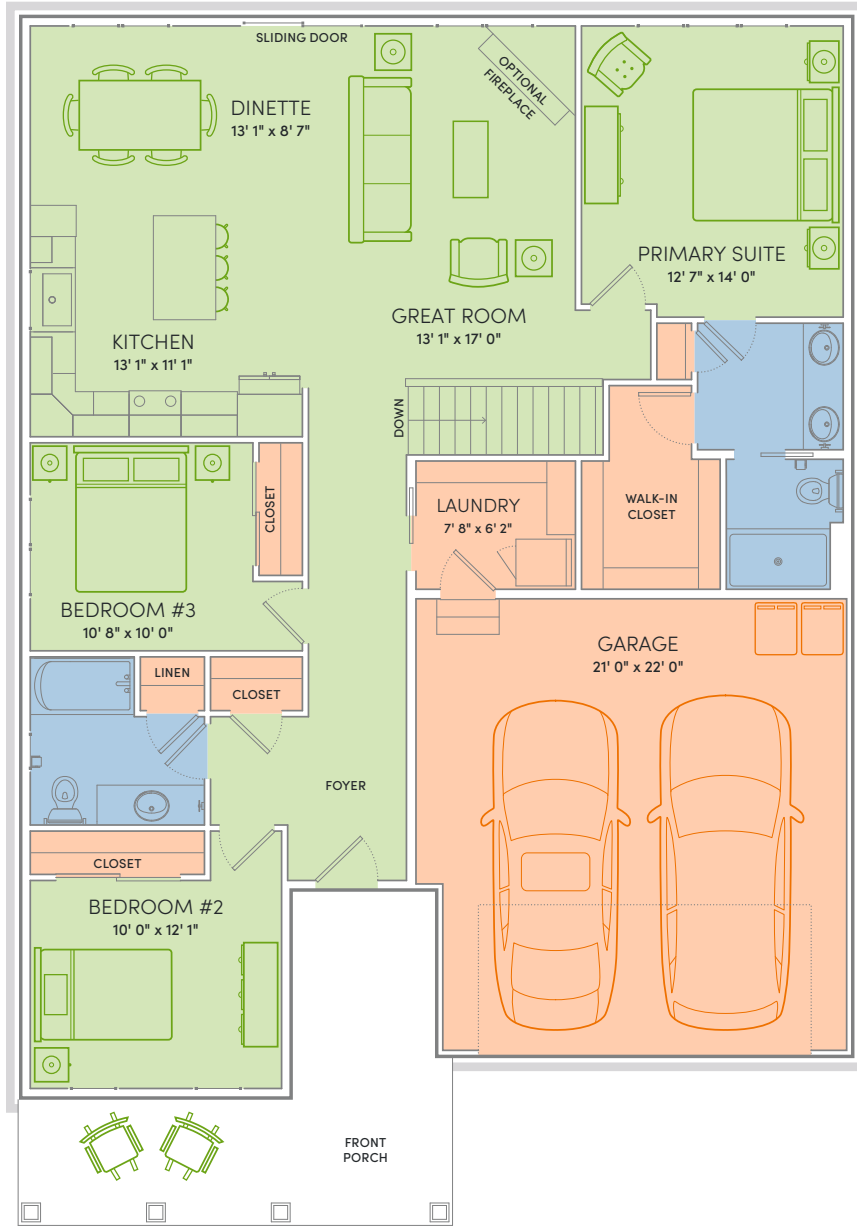 SLIDING DOOR
OPTIONAL
FIREPLACE
DINETTE
13' 1" x 8' 7"
PRIMARY SUITE
12' 7" x 14' 0"
GREAT ROOM
13' 1" x 17' 0"
KITCHEN
13' 1" x 11' 1"
DOWN
CLOSET
LAUNDRY
7' 8" x 6' 2"
WALK-IN
CLOSET
BEDROOM #3
10' 8" x 10' 0"
GARAGE
21' 0" x 22' 0"
LINEN
CLOSET
FOYER
CLOSET
BEDROOM #2
10' 0" x 12' 1"
FRONT
PORCH